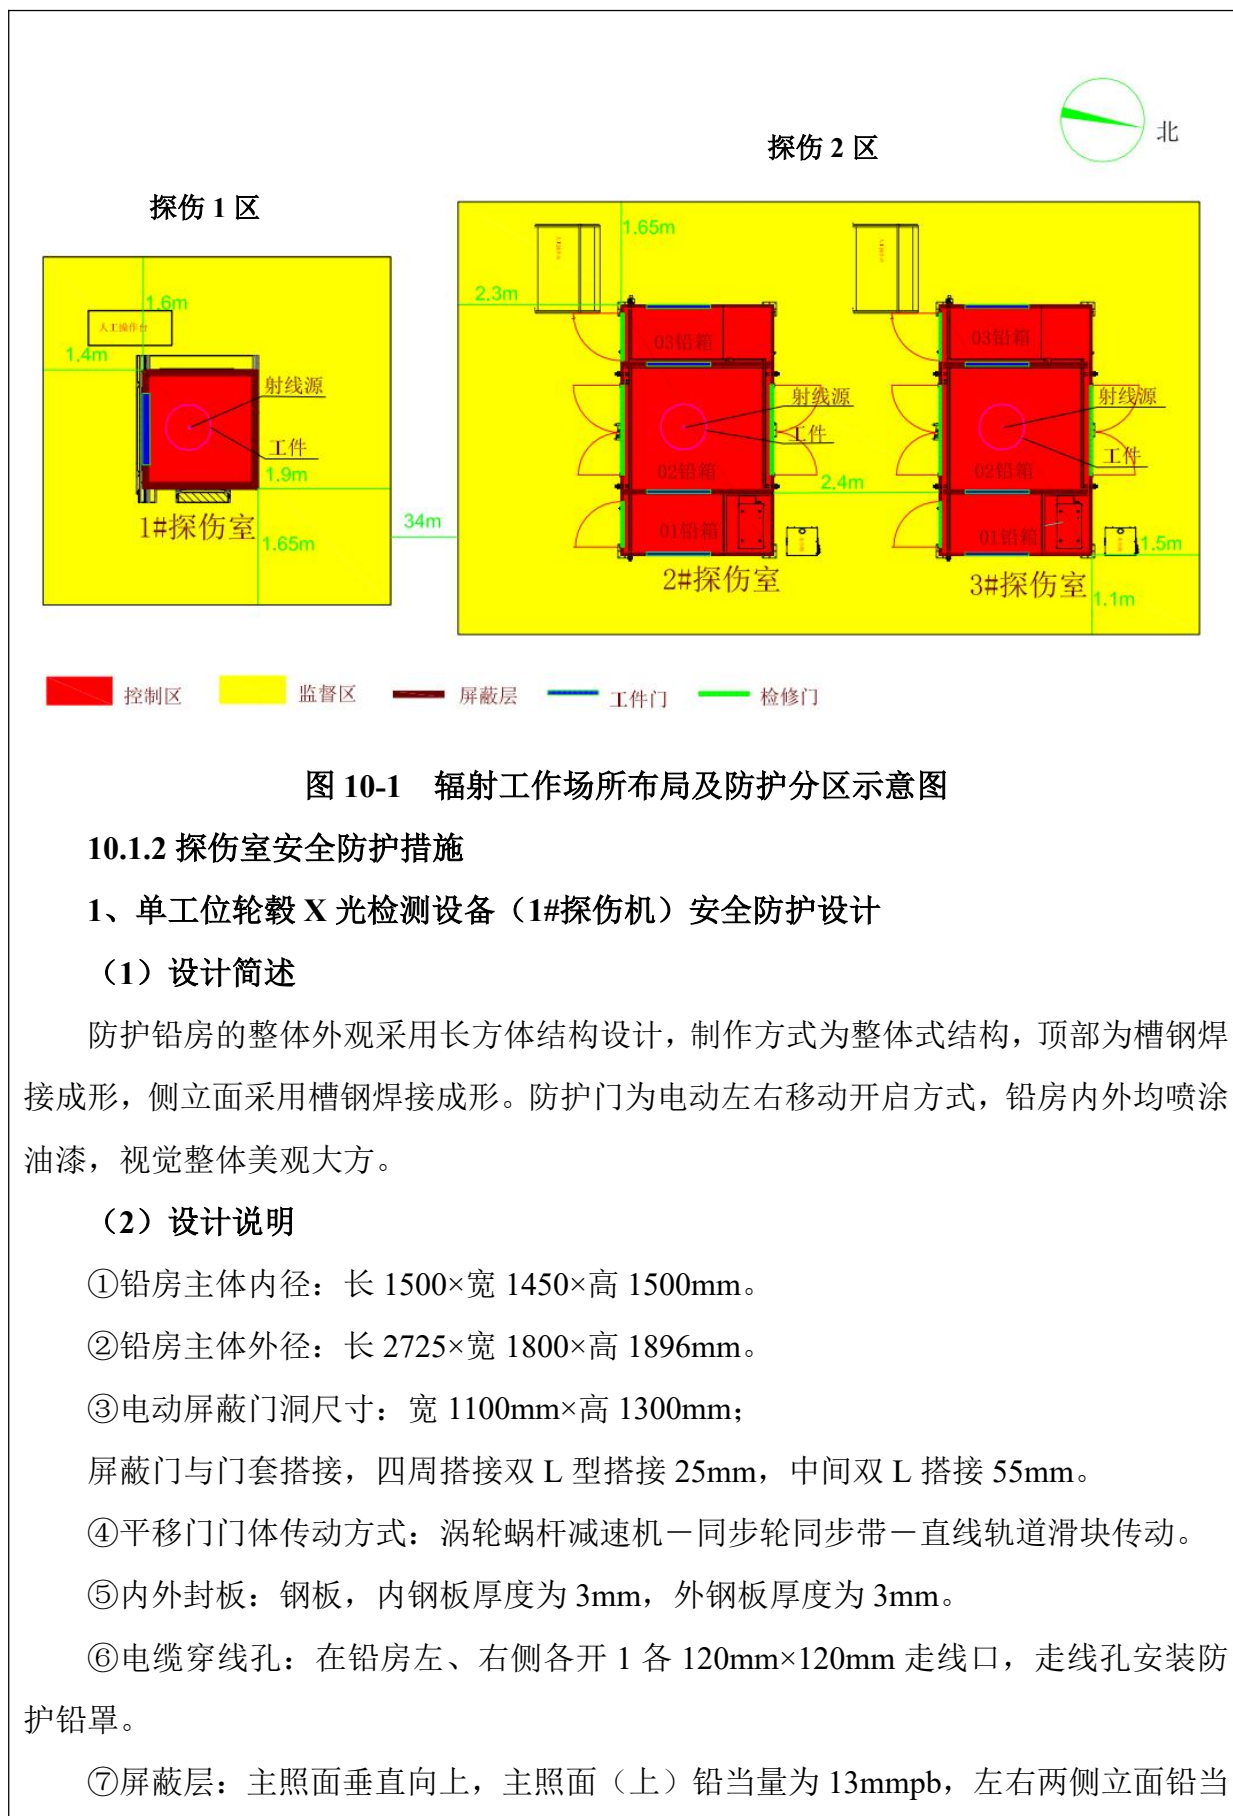 北
探伤 2 区
探伤 1 区
1.65m
2.3m
1.6m
人工操作台
1.4m
03铅箱
03铅箱
射线源
射线源
射线源
工件
工件
工件
1.9m
02铅箱
02铅箱
2.4m
34m
1#探伤室
1.65m
01铅箱
01铅箱
1.5m
2#探伤室
3#探伤室
1.1m
控制区
监督区
屏蔽层
工件门
检修门
图 10-1 辐射工作场所布局及防护分区示意图
10.1.2 探伤室安全防护措施
1、单工位轮毂 X 光检测设备（1#探伤机）安全防护设计
（1）设计简述
防护铅房的整体外观采用长方体结构设计，制作方式为整体式结构，顶部为槽钢焊
接成形，侧立面采用槽钢焊接成形。防护门为电动左右移动开启方式，铅房内外均喷涂
油漆，视觉整体美观大方。
（2）设计说明
①铅房主体内径：长 1500×宽 1450×高 1500mm。
②铅房主体外径：长 2725×宽 1800×高 1896mm。
③电动屏蔽门洞尺寸：宽 1100mm×高 1300mm；
屏蔽门与门套搭接，四周搭接双 L 型搭接 25mm，中间双 L 搭接 55mm。
④平移门门体传动方式：涡轮蜗杆减速机－同步轮同步带－直线轨道滑块传动。
⑤内外封板：钢板，内钢板厚度为 3mm，外钢板厚度为 3mm。
⑥电缆穿线孔：在铅房左、右侧各开 1 各 120mm×120mm 走线口，走线孔安装防
护铅罩。
⑦屏蔽层：主照面垂直向上，主照面（上）铅当量为 13mmpb，左右两侧立面铅当